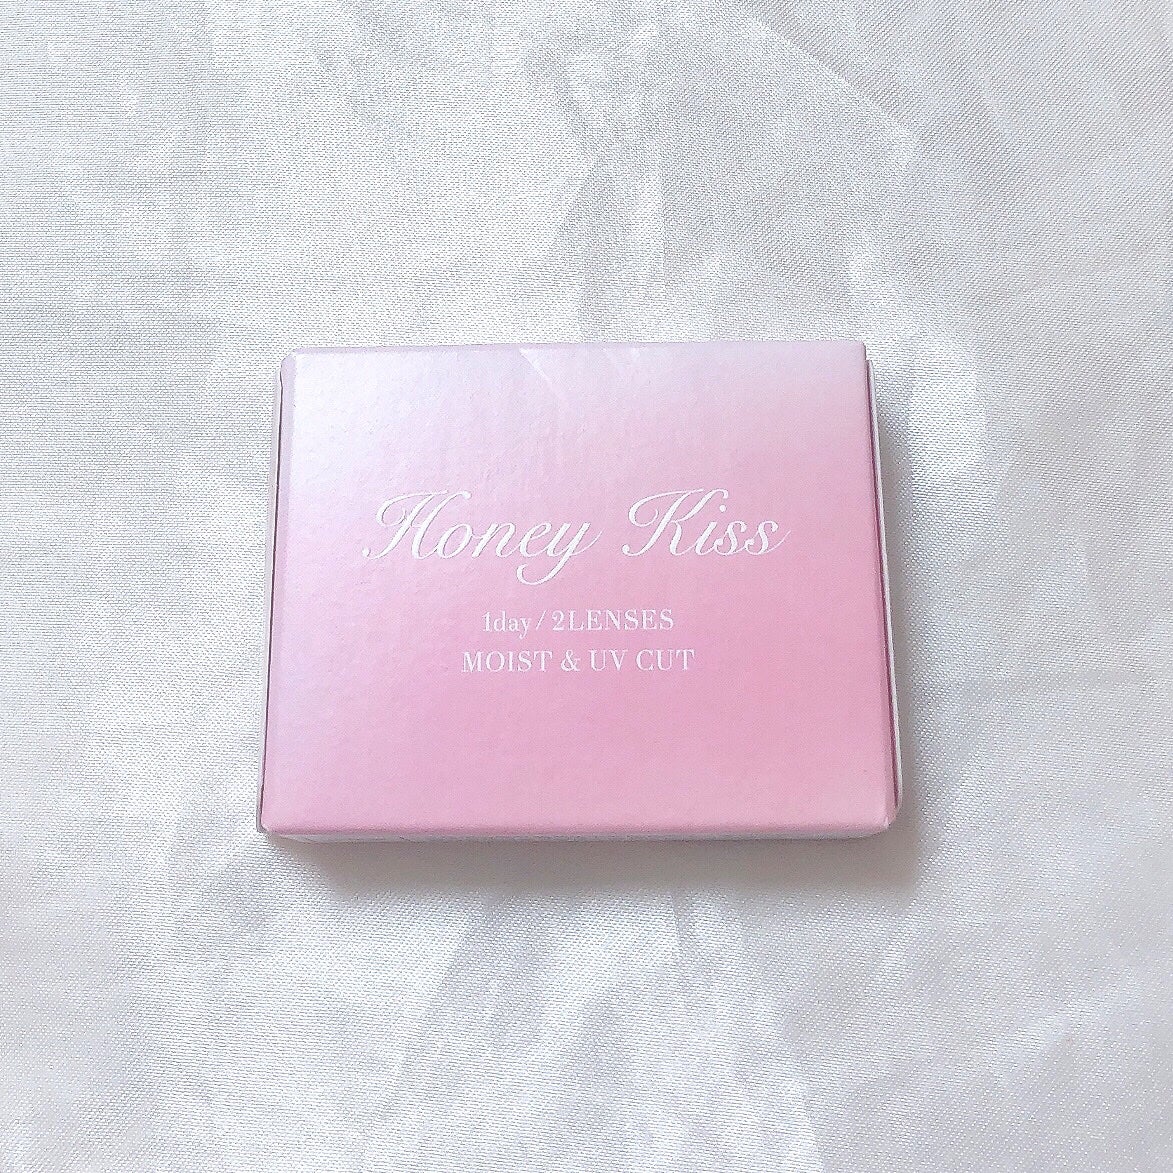 Honey Kiss
1day / 2LENSES
MOIST & UV CUT